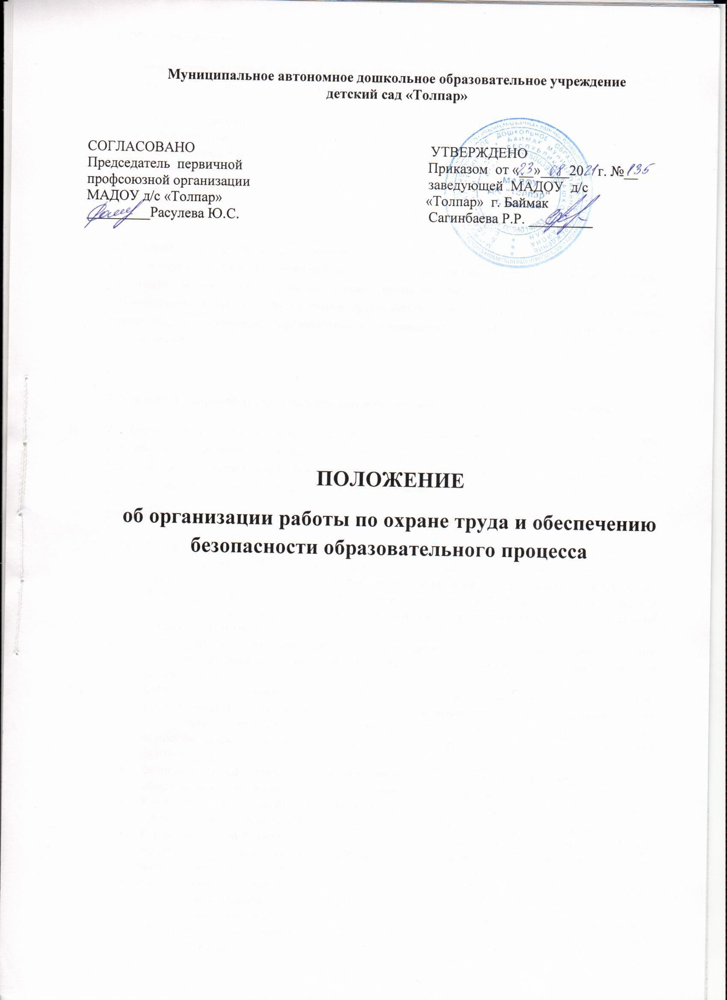 Муниципальное автономное дошкольное образовательное учреждение
детский сад «Толпар»
СОГЛАСОВАНО
Председатель первичной
профсоюзной организации
МАДОУ д/с «Толпар»
_________Расулева Ю.С.
УТВЕРЖДЕНО
Приказом от «23» 08 2021 г. №135
заведующей МАДОУ д/с
«Толпар» г. Баймак
Сагинбаева Р.Р. _________
ПОЛОЖЕНИЕ
об организации работы по охране труда и обеспечению
безопасности образовательного процесса